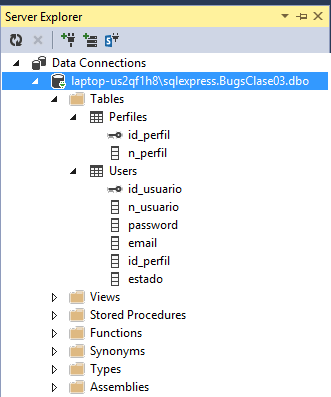 Server Explorer
Data Connections
laptop-us2qf1h8\sqlexpress.BugsClase03.dbo
Tables
Perfiles
id_perfil
n_perfil
Users
id_usuario
n_usuario
password
email
id_perfil
estado
Views
Stored Procedures
Functions
Synonyms
Types
Assemblies